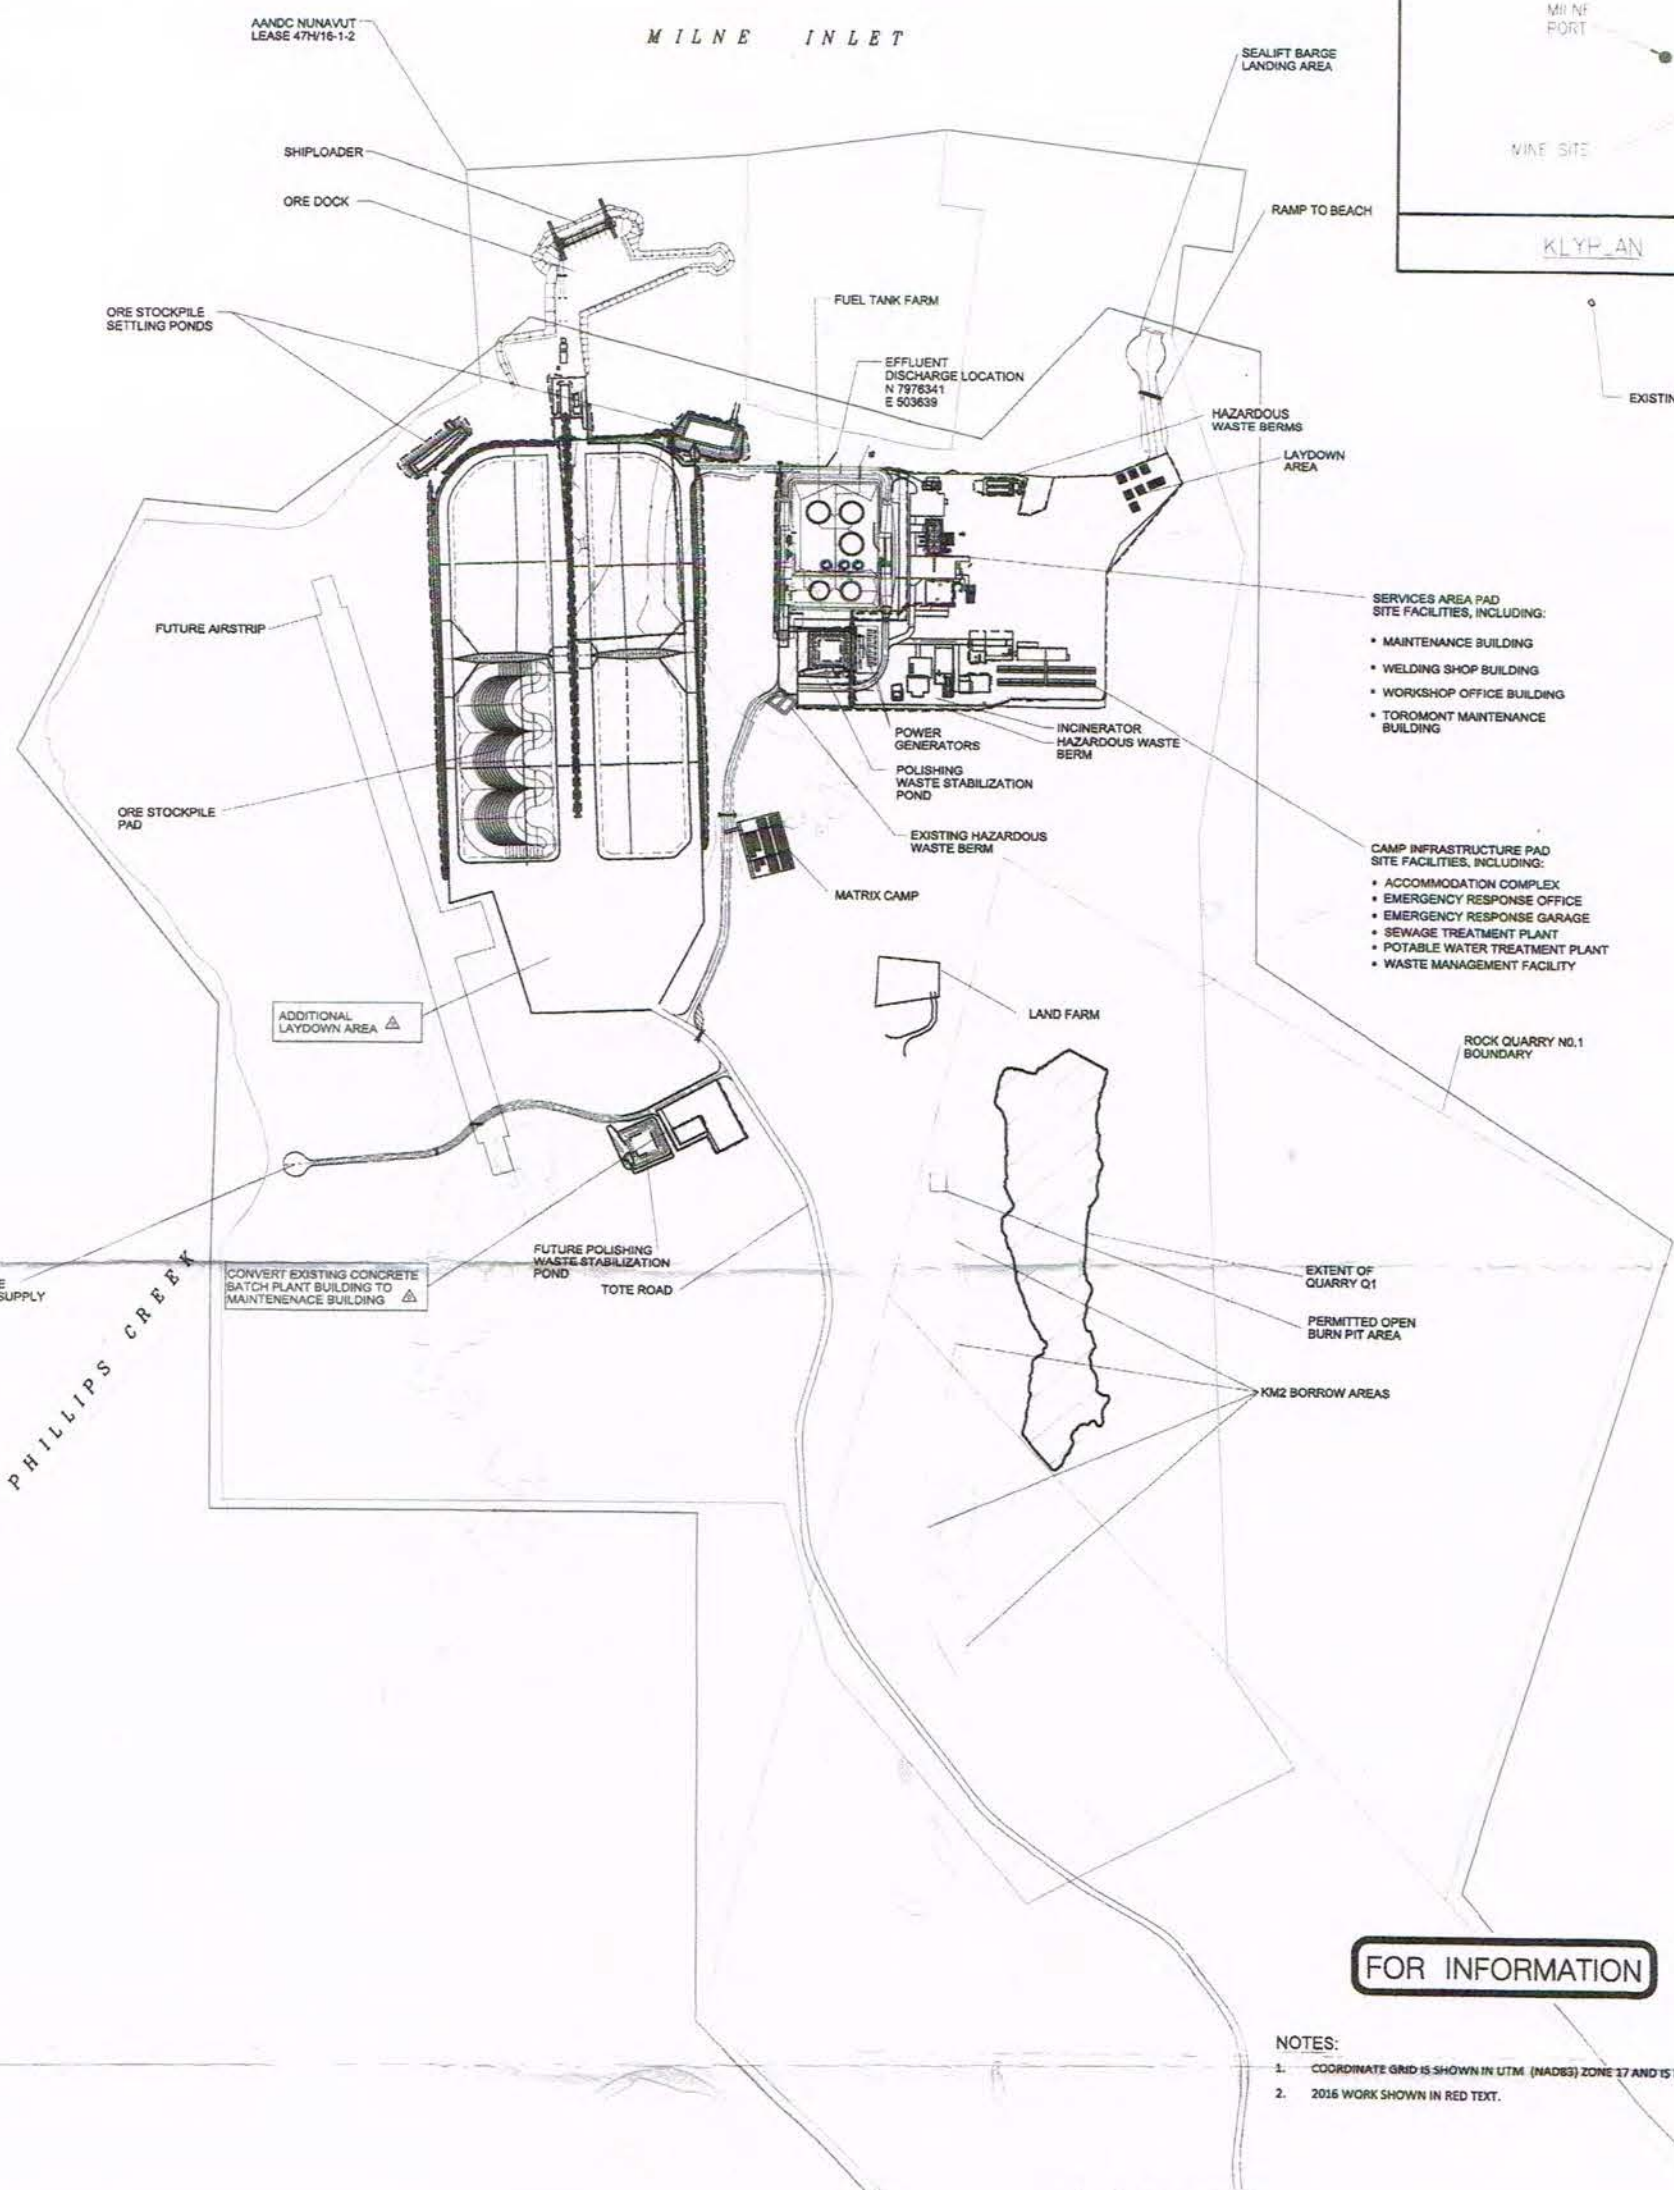 AANDC NUNAVUT
LEASE 47H/16-1-2
MILNE INLET
SEALIFT BARGE
LANDING AREA
MILNE
PORT
MINE SITE
SHIPLOADER
ORE DOCK
RAMP TO BEACH
ORE STOCKPILE
SETTLING PONDS
FUEL TANK FARM
EFFLUENT
DISCHARGE LOCATION
N 7976341
E 503639
HAZARDOUS
WASTE BERMS
LAYDOWN
AREA
FUTURE AIRSTRIP
SERVICES AREA PAD
SITE FACILITIES, INCLUDING:
• MAINTENANCE BUILDING
• WELDING SHOP BUILDING
• WORKSHOP OFFICE BUILDING
• TOROMONT MAINTENANCE
BUILDING
POWER
GENERATORS
INCINERATOR
HAZARDOUS WASTE
BERM
POLISHING
WASTE STABILIZATION
POND
ORE STOCKPILE
PAD
EXISTING HAZARDOUS
WASTE BERM
MATRIX CAMP
CAMP INFRASTRUCTURE PAD
SITE FACILITIES, INCLUDING:
• ACCOMMODATION COMPLEX
• EMERGENCY RESPONSE OFFICE
• EMERGENCY RESPONSE GARAGE
• SEWAGE TREATMENT PLANT
• POTABLE WATER TREATMENT PLANT
• WASTE MANAGEMENT FACILITY
ADDITIONAL
LAYDOWN AREA
LAND FARM
ROCK QUARRY NO.1
BOUNDARY
FUTURE POLISHING
WASTE STABILIZATION
POND
TOTE ROAD
SUPPLY
CONVERT EXISTING CONCRETE
BATCH PLANT BUILDING TO
MAINTENENACE BUILDING
PHILLIPS CREEK
EXTENT OF
QUARRY Q1
PERMITTED OPEN
BURN PIT AREA
KM2 BORROW AREAS
FOR INFORMATION
NOTES:
1. COORDINATE GRID IS SHOWN IN UTM (NAD83) ZONE 17 AND IS
2. 2016 WORK SHOWN IN RED TEXT.